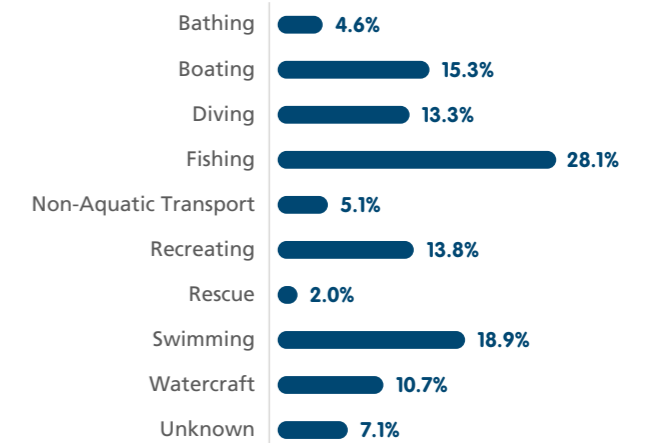 Bathing 4.6%
Boating 15.3%
Diving 13.3%
Fishing 28.1%
Non-Aquatic Transport 5.1%
Recreating 13.8%
Rescue 2.0%
Swimming 18.9%
Watercraft 10.7%
Unknown 7.1%